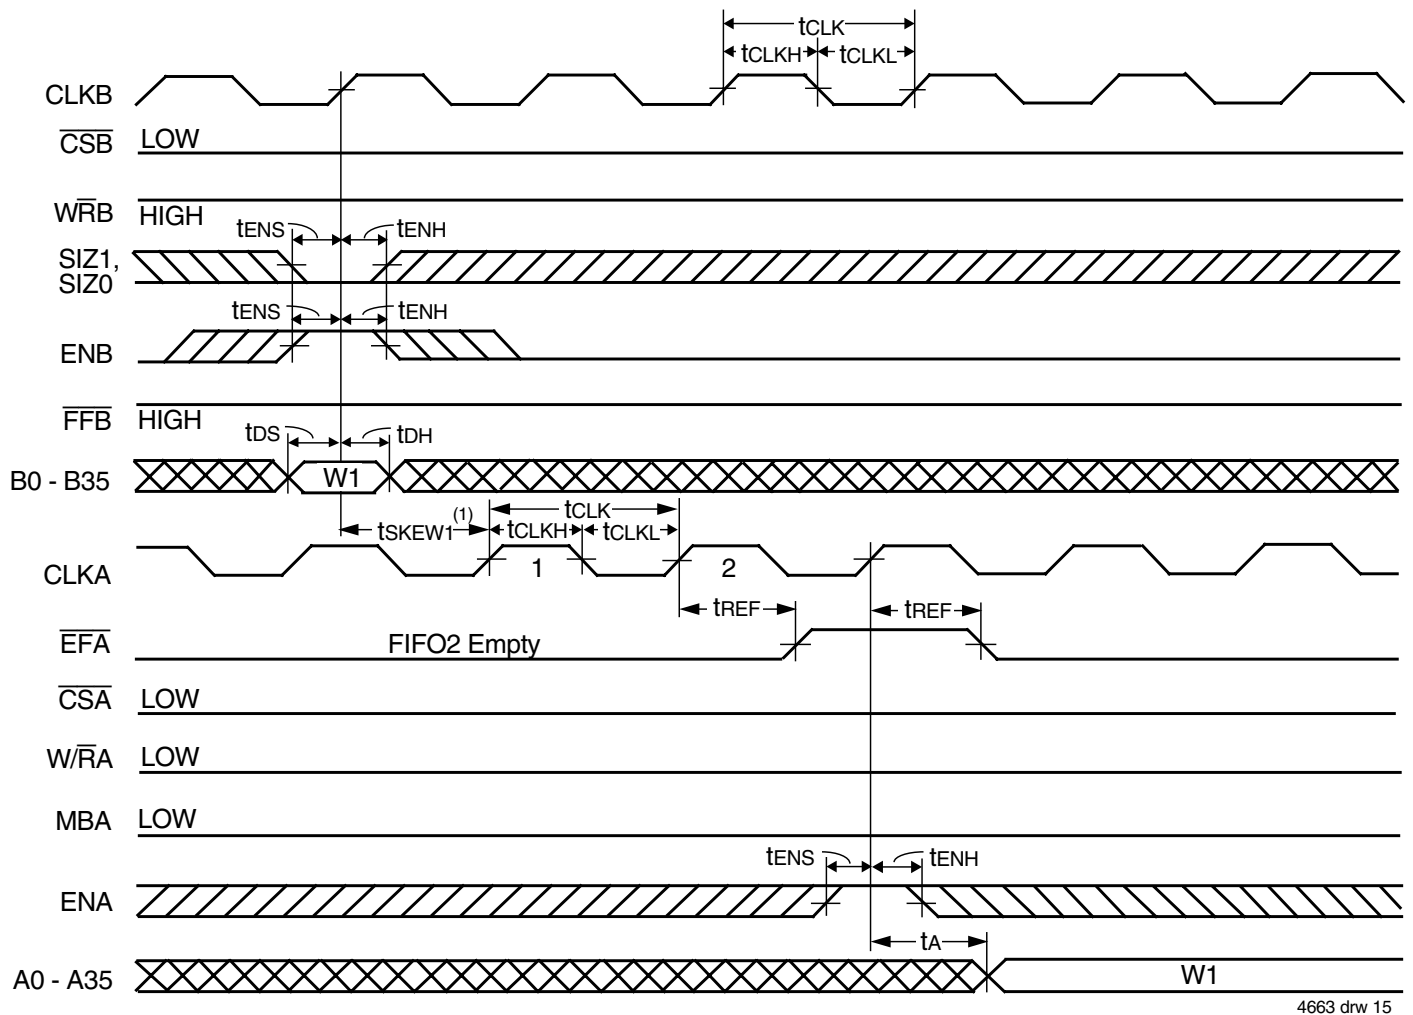 tCLK
tCLKH tCLKL
CLKB
CSB LOW
WRB HIGH
tENS tENH
SIZ1,
SIZ0
tENS tENH
ENB
FFB HIGH
tDS tDH
B0 - B35 W1
tSKEW1 (1) tCLK
tCLKH tCLKL
CLKA 1 2
tREF tREF
EFA FIFO2 Empty
CSA LOW
W/RA LOW
MBA LOW
tENS tENH
ENA
tA
A0 - A35 W1
4663 drw 15